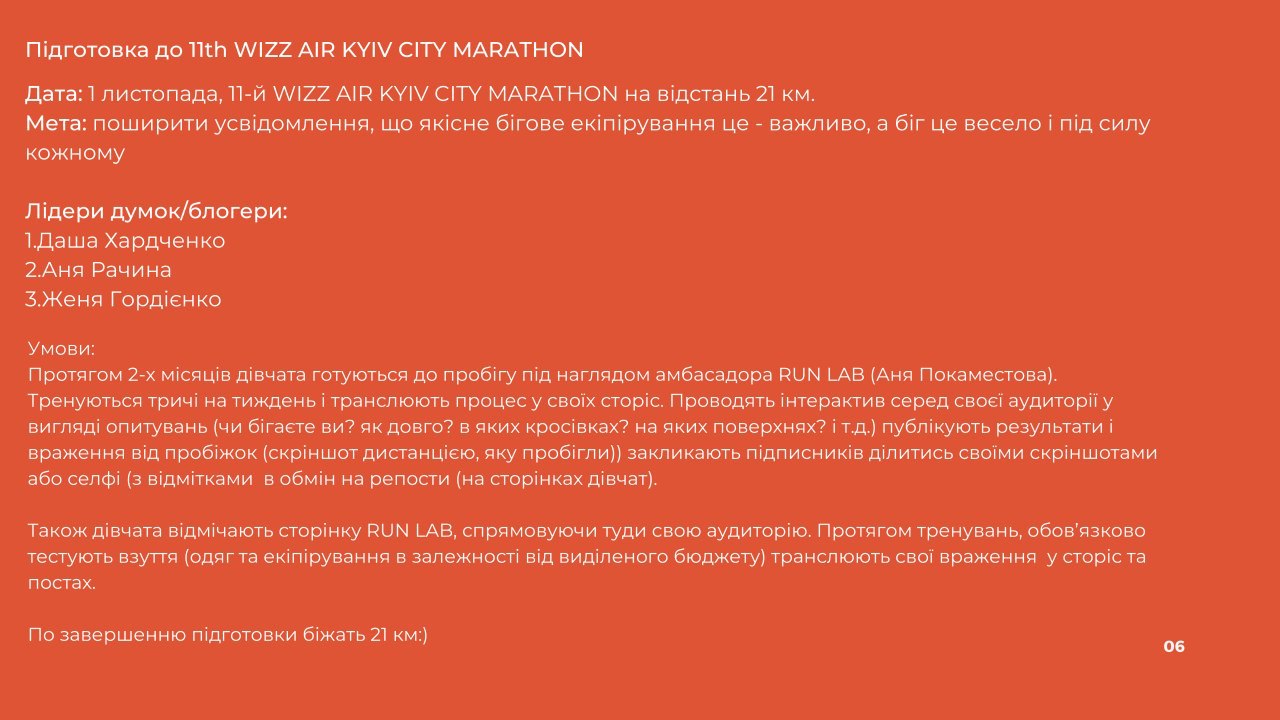 Підготовка до 11th WIZZ AIR KYIV CITY MARATHON
Дата: 1 листопада, 11-й WIZZ AIR KYIV CITY MARATHON на відстань 21 км.
Мета: поширити усвідомлення, що якісне бігове екіпірування це - важливо, а біг це весело і під силу
кожному
Лідери думок/блогери:
1.Даша Хардченко
2.Аня Рачина
3.Женя Гордієнко
Умови:
Протягом 2-х місяців дівчата готуються до пробігу під наглядом амбасадора RUN LAB (Аня Покаместова).
Тренуються тричі на тиждень і транслюють процес у своїх сторіс. Проводять інтерактив серед своєї аудиторії у
вигляді опитувань (чи бігаєте ви? як довго? в яких кросівках? на яких поверхнях? і т.д.) публікують результати і
враження від пробіжок (скріншот дистанцією, яку пробігли)) закликають підписників ділитись своїми скріншотами
або селфі (з відмітками  в обмін на репости (на сторінках дівчат).
Також дівчата відмічають сторінку RUN LAB, спрямовуючи туди свою аудиторію. Протягом тренувань, обов’язково
тестують взуття (одяг та екіпірування в залежності від виділеного бюджету) транслюють свої враження  у сторіс та
постах.
По завершенню підготовки біжать 21 км:)
06